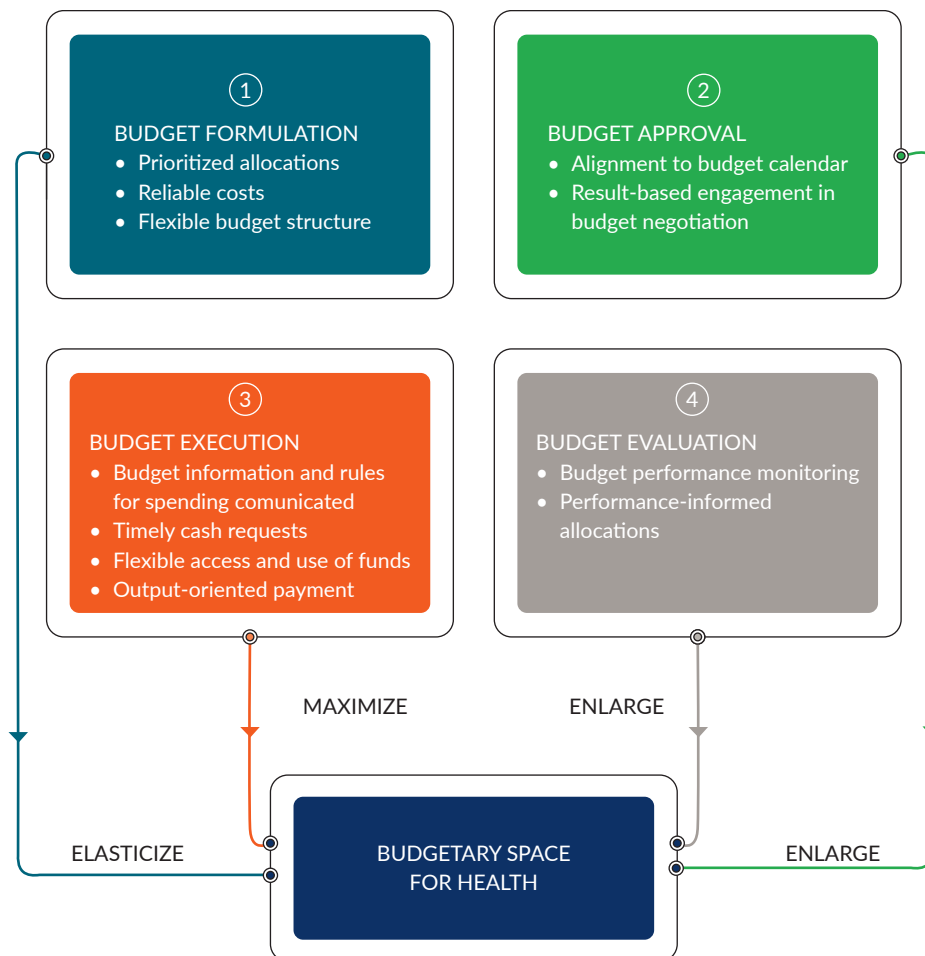 1
BUDGET FORMULATION
• Prioritized allocations
• Reliable costs
• Flexible budget structure
2
BUDGET APPROVAL
• Alignment to budget calendar
• Result-based engagement in
budget negotiation
3
BUDGET EXECUTION
• Budget information and rules
for spending comunicated
• Timely cash requests
• Flexible access and use of funds
• Output-oriented payment
4
BUDGET EVALUATION
• Budget performance monitoring
• Performance-informed
allocations
MAXIMIZE
ENLARGE
ELASTICIZE
BUDGETARY SPACE
FOR HEALTH
ENLARGE